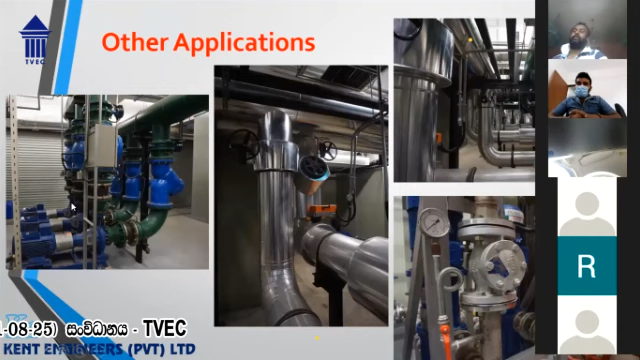 TVEC
Other Applications
R
-08-25) සංවිධානය - TVEC
KENT ENGINEERS (PVT) LTD